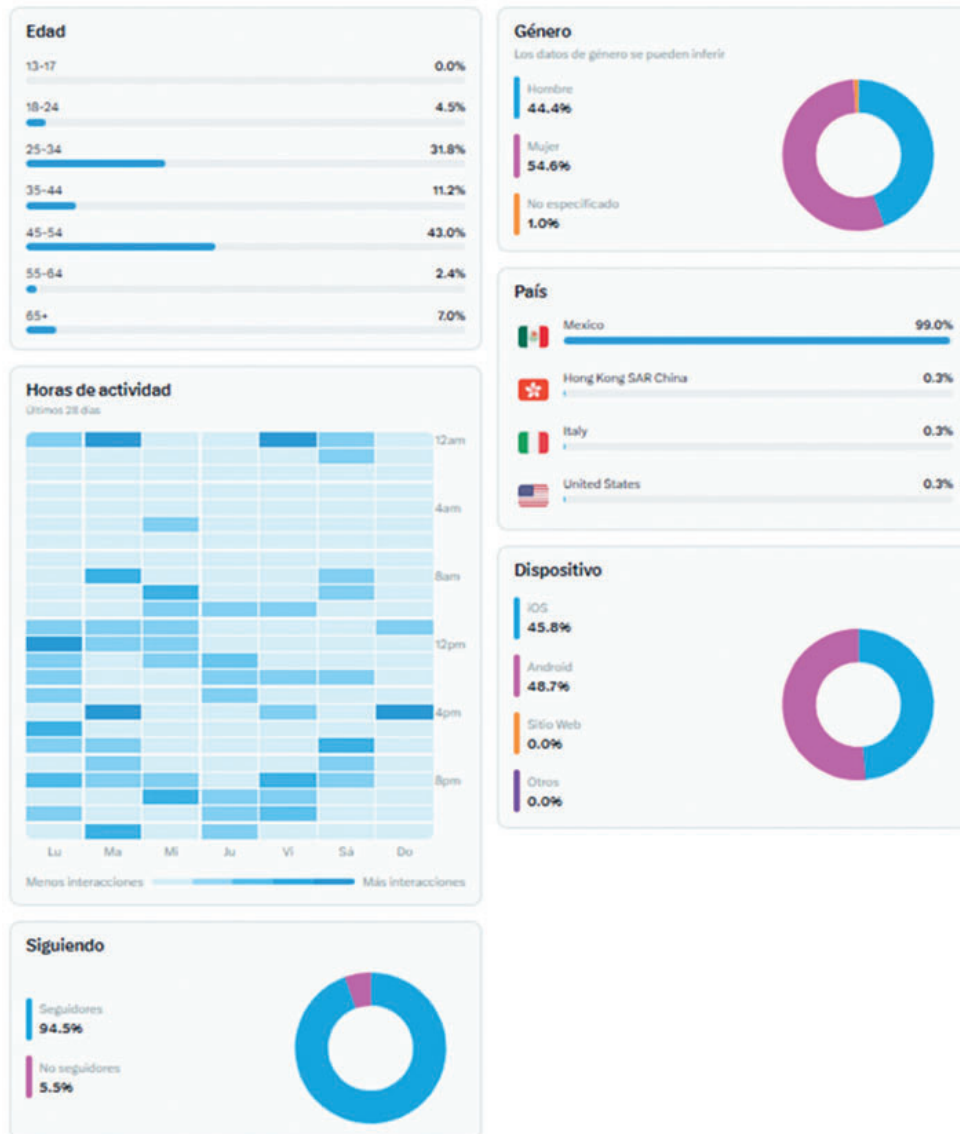 Edad
13-17 0.0%
18-24 4.5%
25-34 31.8%
35-44 11.2%
45-54 43.0%
55-64 2.4%
65+ 7.0%
Horas de actividad
Últimos 28 días
12am
4am
8am
12pm
4pm
8pm
Lu Ma Mi Ju Vi Sá Do
Menos interacciones Más interacciones
Siguiendo
Seguidores
94.5%
No seguidores
5.5%
Género
Los datos de género se pueden inferir
Hombre
44.4%
Mujer
54.6%
No especificado
1.0%
País
Mexico 99.0%
Hong Kong SAR China 0.3%
Italy 0.3%
United States 0.3%
Dispositivo
iOS
45.8%
Android
48.7%
Sitio Web
0.0%
Otros
0.0%